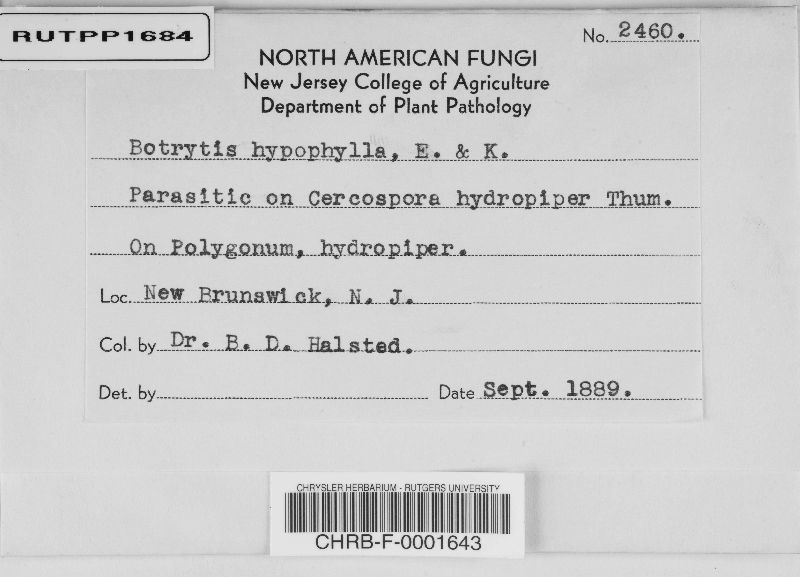 RUTPP1684
No. 2460.
NORTH AMERICAN FUNGI
New Jersey College of Agriculture
Department of Plant Pathology
Botrytis hypophylla, E. & K.
Parasitic on Cercospora hydropiper Thum.
On Polygonum, hydropiper.
Loc. New Brunswick, N. J.
Col. by Dr. B. D. Halsted.
Det. by
Date Sept. 1889.
CHRYSLER HERBARIUM - RUTGERS UNIVERSITY
CHRB-F-0001643